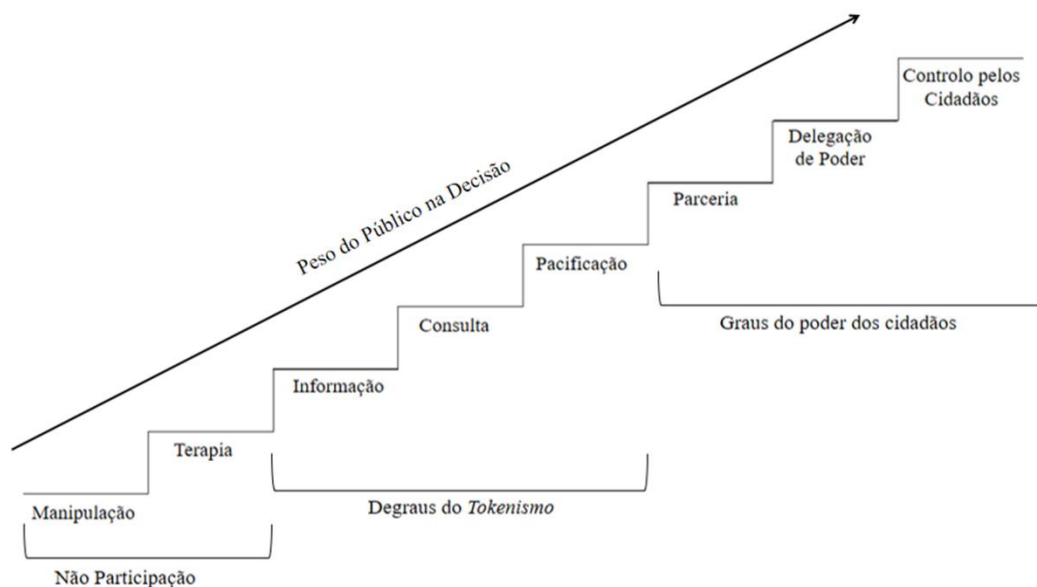 Controlo pelos
Cidadãos
Delegação
de Poder
Peso do Público na Decisão
Parceria
Pacificação
Consulta
Graus do poder dos cidadãos
Informação
Terapia
Degraus do Tokenismo
Manipulação
Não Participação